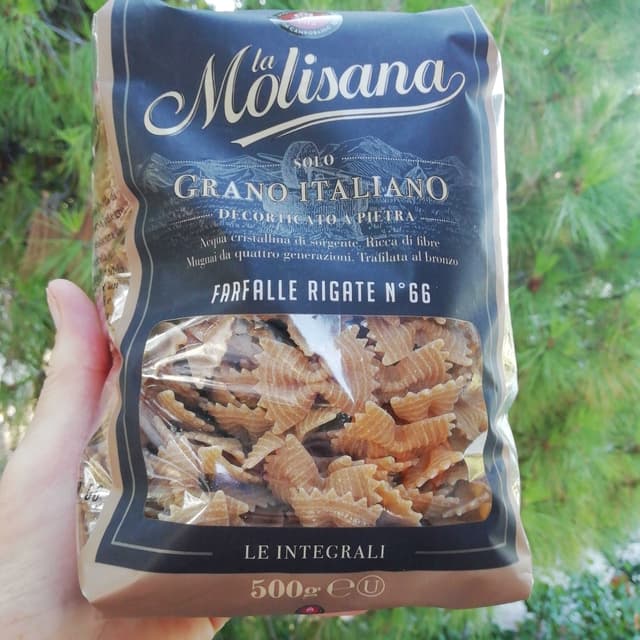 la
Molisana
SOLO
GRANO ITALIANO
DECORTICATO A PIETRA
Acqua cristallina di sorgente. Ricca di fibre
Mugnai da quattro generazioni. Trafilata al bronzo
FARFALLE RIGATE N°66
LE INTEGRALI
500g ℮ U